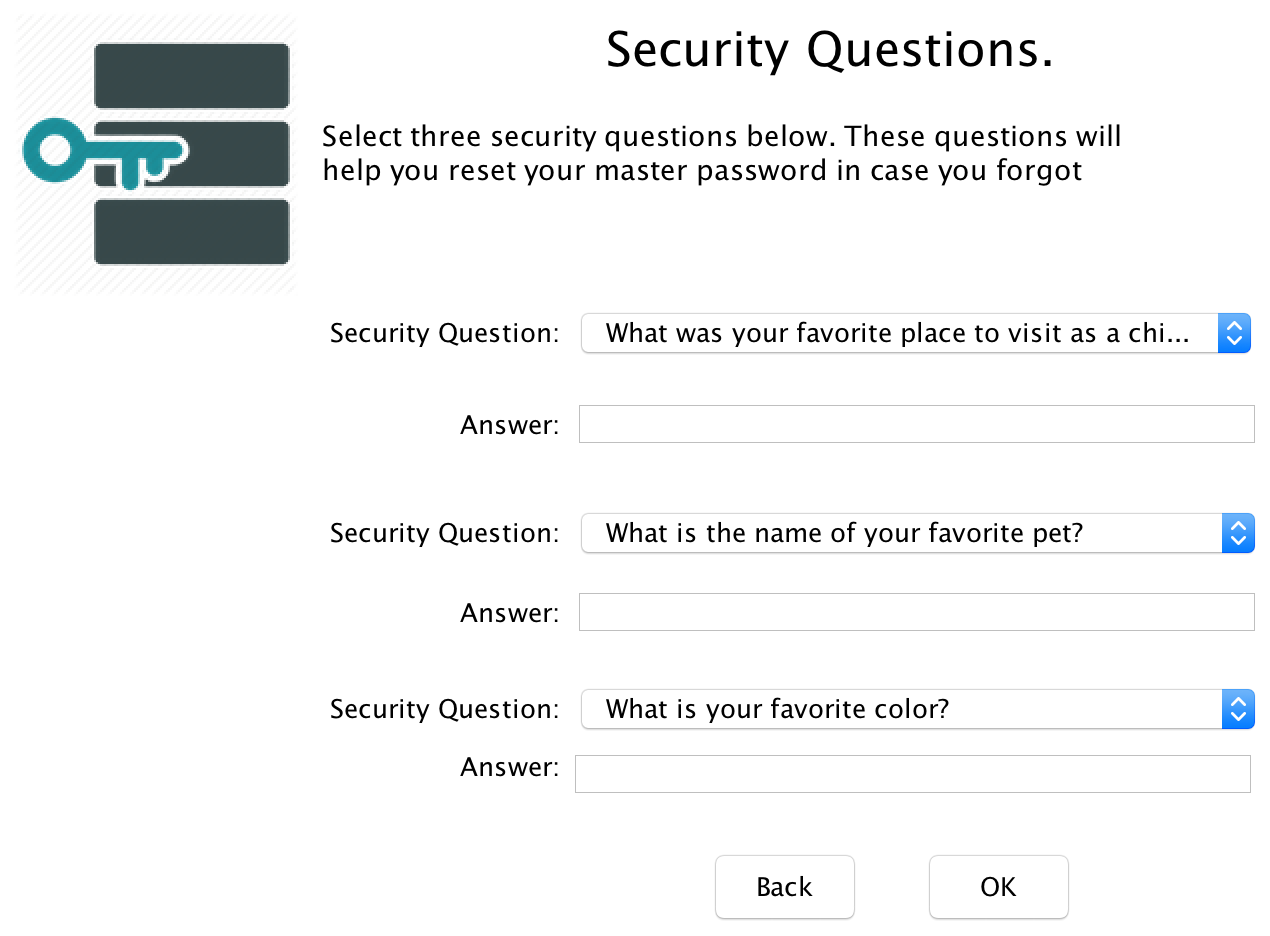 Security Questions.
Select three security questions below. These questions will
help you reset your master password in case you forgot
Security Question: What was your favorite place to visit as a chi...
Answer:
Security Question: What is the name of your favorite pet?
Answer:
Security Question: What is your favorite color?
Answer:
Back OK